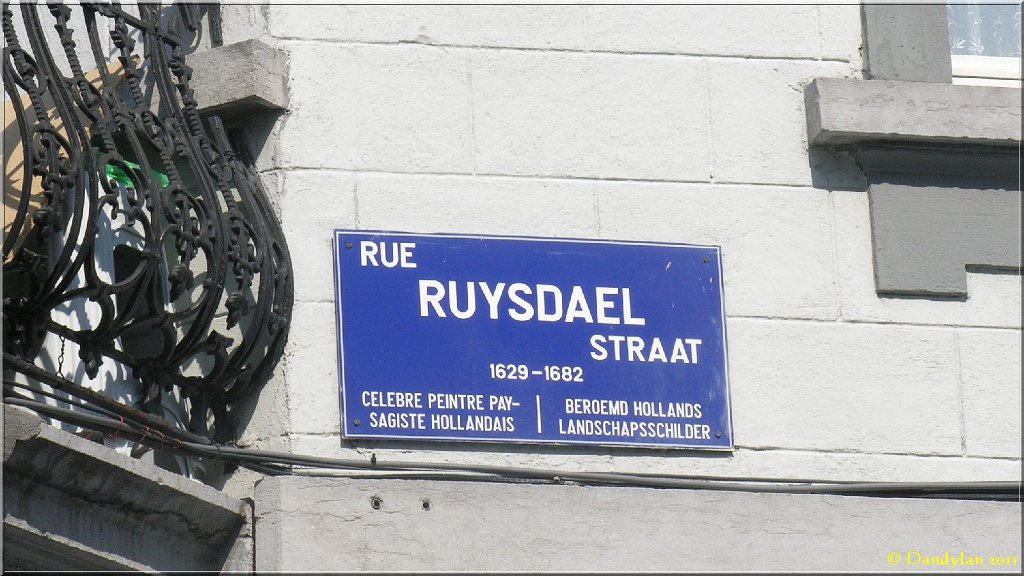 RUE
RUYSDAEL
STRAAT
1629-1682
CELEBRE PEINTRE PAY-
SAGISTE HOLLANDAIS
BEROEMD HOLLANDS
LANDSCHAPSSCHILDER
© Dandyfan 2011